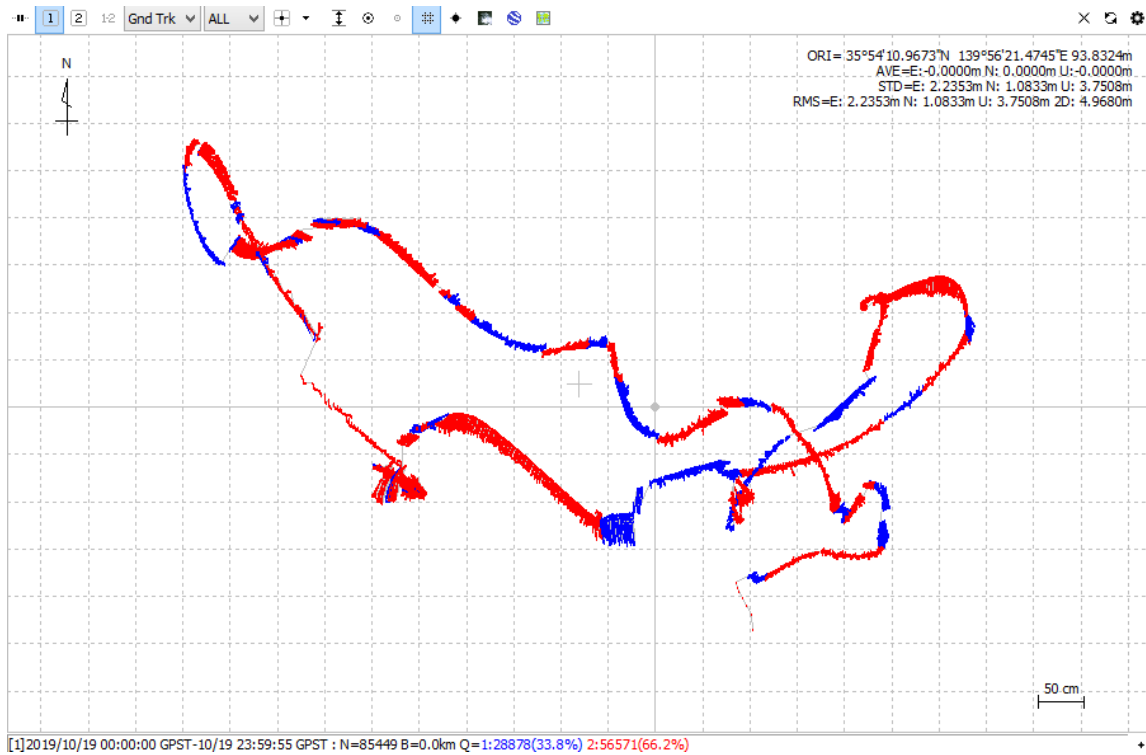 1 2 1-2 Gnd Trk ALL
ORI= 35°54'10.9673"N 139°56'21.4745"E 93.8324m
AVE=E:-0.0000m N: 0.0000m U:-0.0000m
STD=E: 2.2353m N: 1.0833m U: 3.7508m
RMS=E: 2.2353m N: 1.0833m U: 3.7508m 2D: 4.9680m
N
50 cm
[1]2019/10/19 00:00:00 GPST-10/19 23:59:55 GPST : N=85449 B=0.0km Q=1:28878(33.8%) 2:56571(66.2%)